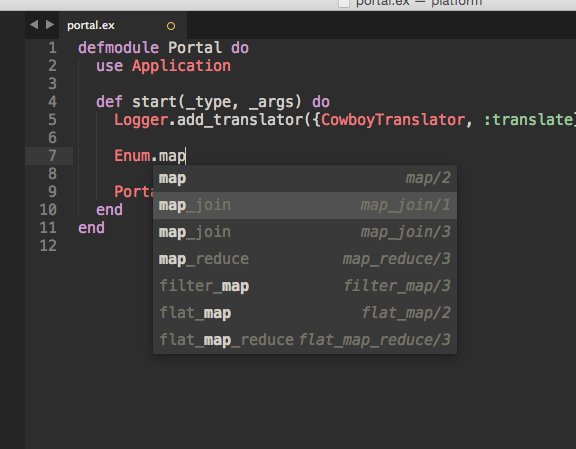 portal.ex — platform
portal.ex
1 defmodule Portal do
2 use Application
3
4 def start(_type, _args) do
5 Logger.add_translator({CowboyTranslator, :translate}
6
7 Enum.map
8 map map/2
9 Porta map_join map_join/1
10 end map_join map_join/3
11 end map_reduce map_reduce/3
12 filter_map filter_map/3
flat_map flat_map/2
flat_map_reduce flat_map_reduce/3